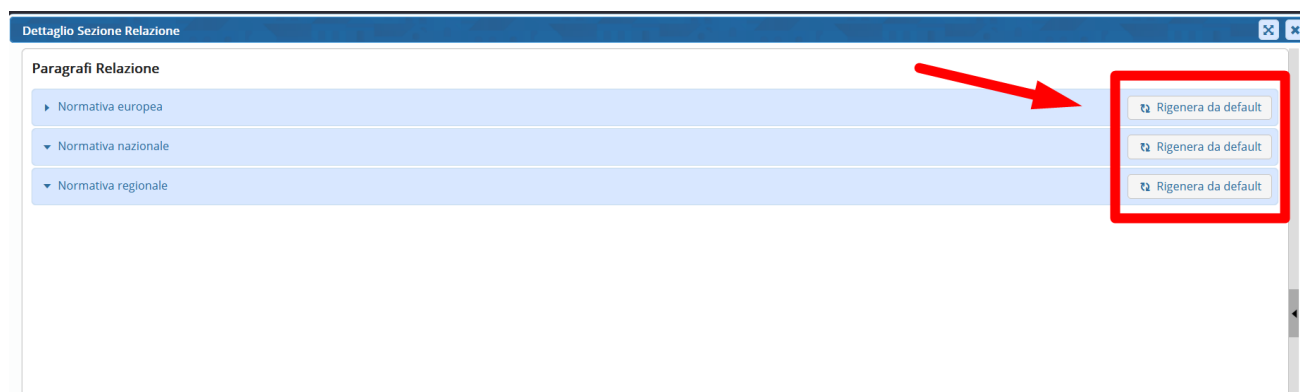 Dettaglio Sezione Relazione
Paragrafi Relazione
Normativa europea
Rigenera da default
Normativa nazionale
Rigenera da default
Normativa regionale
Rigenera da default